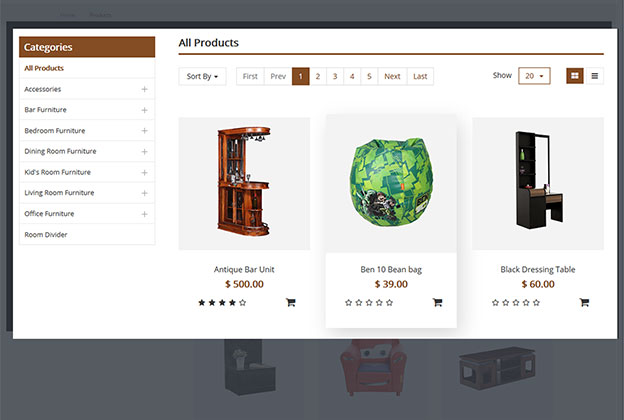 Home Products
Categories
All Products
Accessories
Bar Furniture
Bedroom Furniture
Dining Room Furniture
Kid's Room Furniture
Living Room Furniture
Office Furniture
Room Divider
All Products
Sort By
First Prev 1 2 3 4 5 Next Last
Show 20
Antique Bar Unit
$ 500.00
Ben 10 Bean bag
$ 39.00
Black Dressing Table
$ 60.00